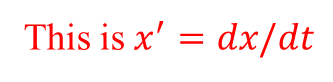 This is x′ = dx/dt